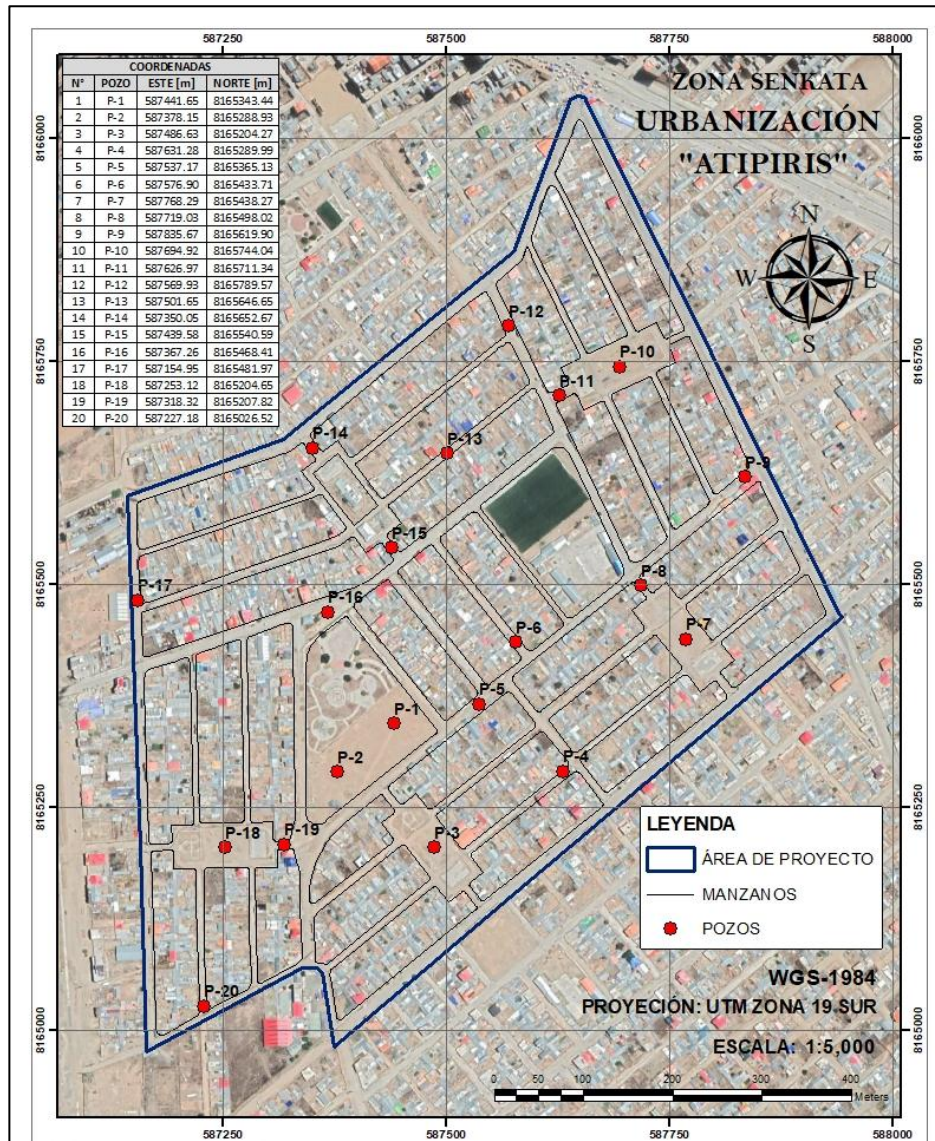 587250 587500 587750 588000
COORDENADAS
N° POZO ESTE [m] NORTE [m]
1 P-1 587441.65 8165343.44
2 P-2 587378.15 8165288.93
3 P-3 587486.63 8165204.27
4 P-4 587631.28 8165289.99
5 P-5 587537.17 8165365.13
6 P-6 587576.90 8165433.71
7 P-7 587768.29 8165438.27
8 P-8 587719.03 8165498.02
9 P-9 587835.67 8165619.90
10 P-10 587694.92 8165744.04
11 P-11 587626.97 8165711.34
12 P-12 587569.93 8165789.57
13 P-13 587501.65 8165646.65
14 P-14 587350.05 8165652.67
15 P-15 587439.58 8165540.59
16 P-16 587367.26 8165468.41
17 P-17 587154.95 8165481.97
18 P-18 587253.12 8165204.65
19 P-19 587318.32 8165207.82
20 P-20 587227.18 8165026.52
ZONA SENKATA
URBANIZACIÓN
"ATIPIRIS"
N
W E
S
8166000 8166000
P-12
8165750 P-10 8165750
P-11
P-14 P-13
P-9
P-15
8165500 P-17 P-8 8165500
P-16
P-6 P-7
P-5
P-1
P-2 P-4
8165250 8165250
P-18 P-19 P-3
LEYENDA
ÁREA DE PROYECTO
MANZANOS
POZOS
P-20
8165000 8165000
WGS-1984
PROYECIÓN: UTM ZONA 19 SUR
ESCALA: 1:5,000
0 50 100 200 300 400
Meters
587250 587500 587750 588000